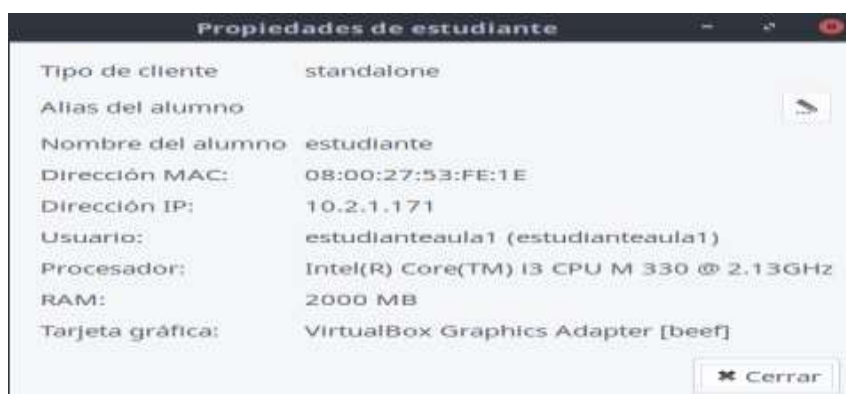 Propiedades de estudiante
Tipo de cliente standalone
Alias del alumno
Nombre del alumno estudiante
Dirección MAC: 08:00:27:53:FE:1E
Dirección IP: 10.2.1.171
Usuario: estudianteaula1 (estudianteaula1)
Procesador: Intel(R) Core(TM) i3 CPU M 330 @ 2.13GHz
RAM: 2000 MB
Tarjeta gráfica: VirtualBox Graphics Adapter [beef]
Cerrar